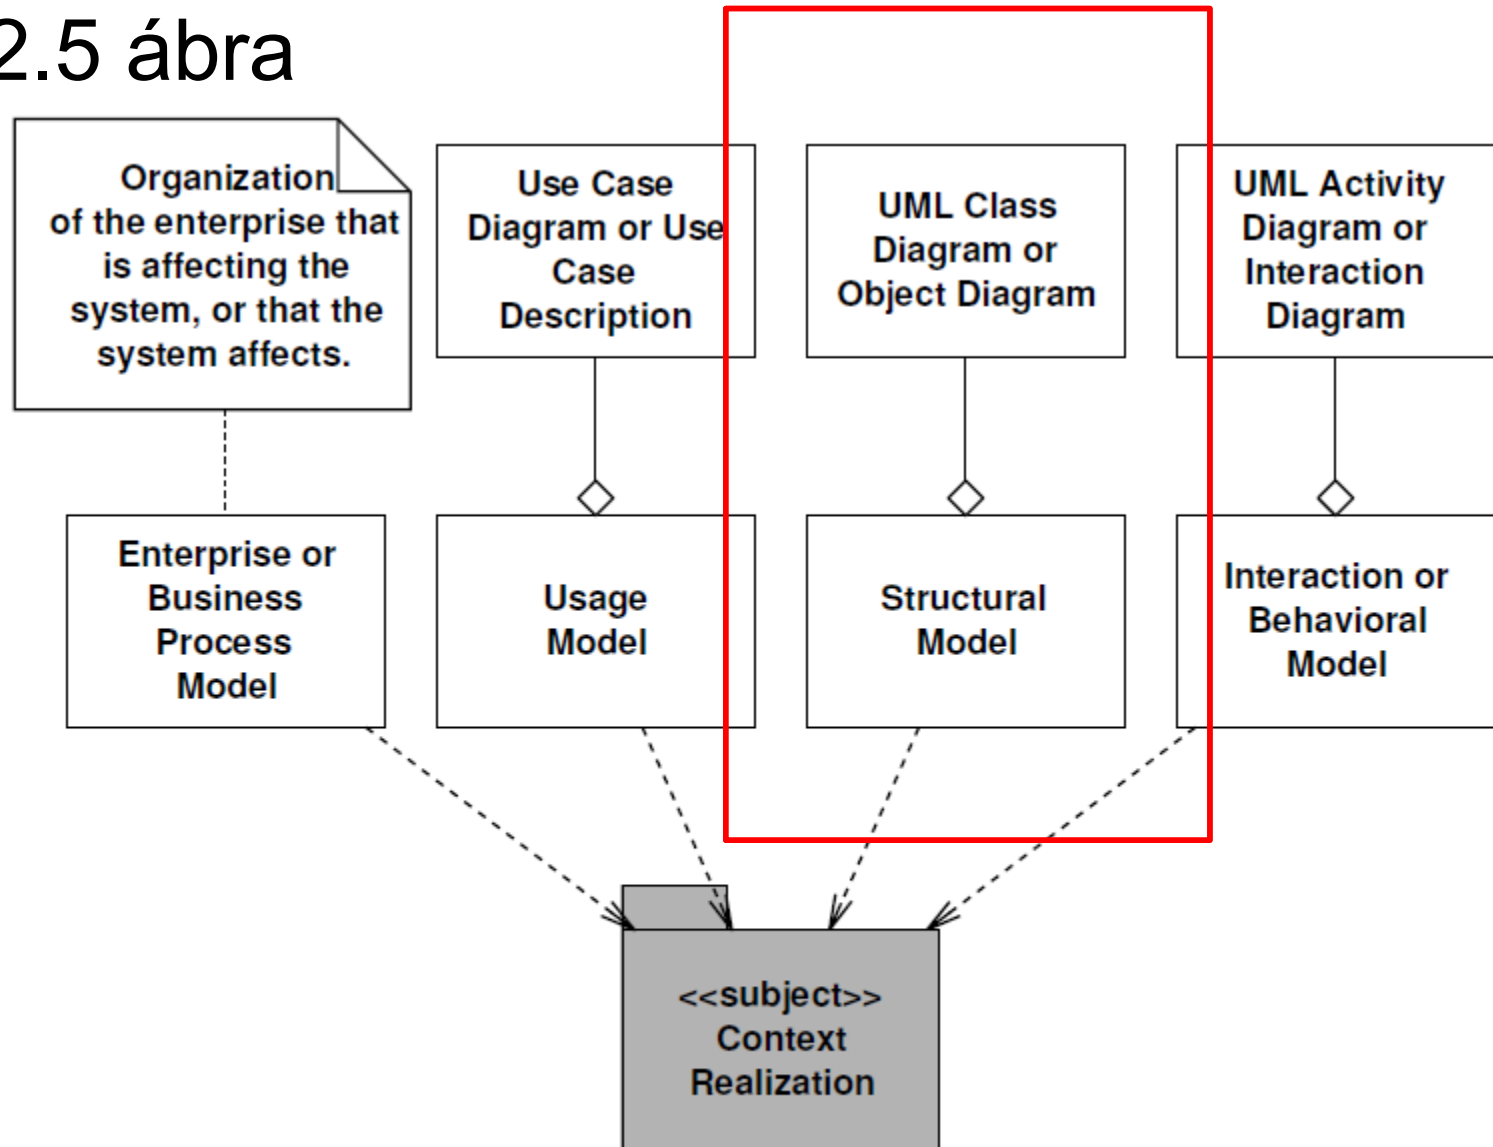 2.5 ábra
Organization
of the enterprise that
is affecting the
system, or that the
system affects.
Use Case
Diagram or Use
Case
Description
UML Class
Diagram or
Object Diagram
UML Activity
Diagram or
Interaction
Diagram
Enterprise or
Business
Process
Model
Usage
Model
Structural
Model
Interaction or
Behavioral
Model
<<subject>>
Context
Realization